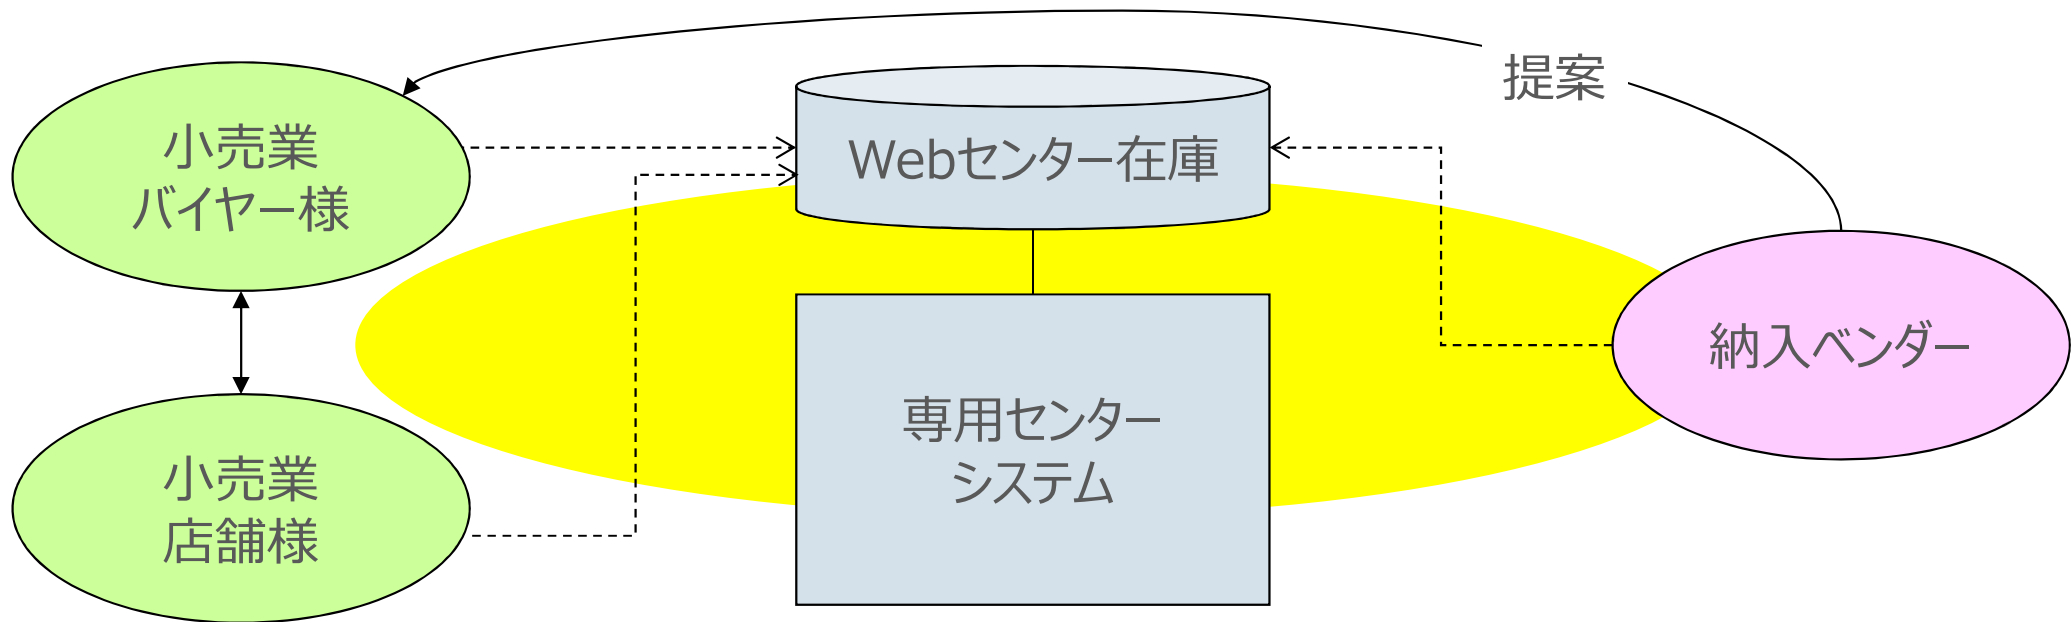 提案
小売業
バイヤー様
Webセンター在庫
納入ベンダー
専用センター
システム
小売業
店舗様